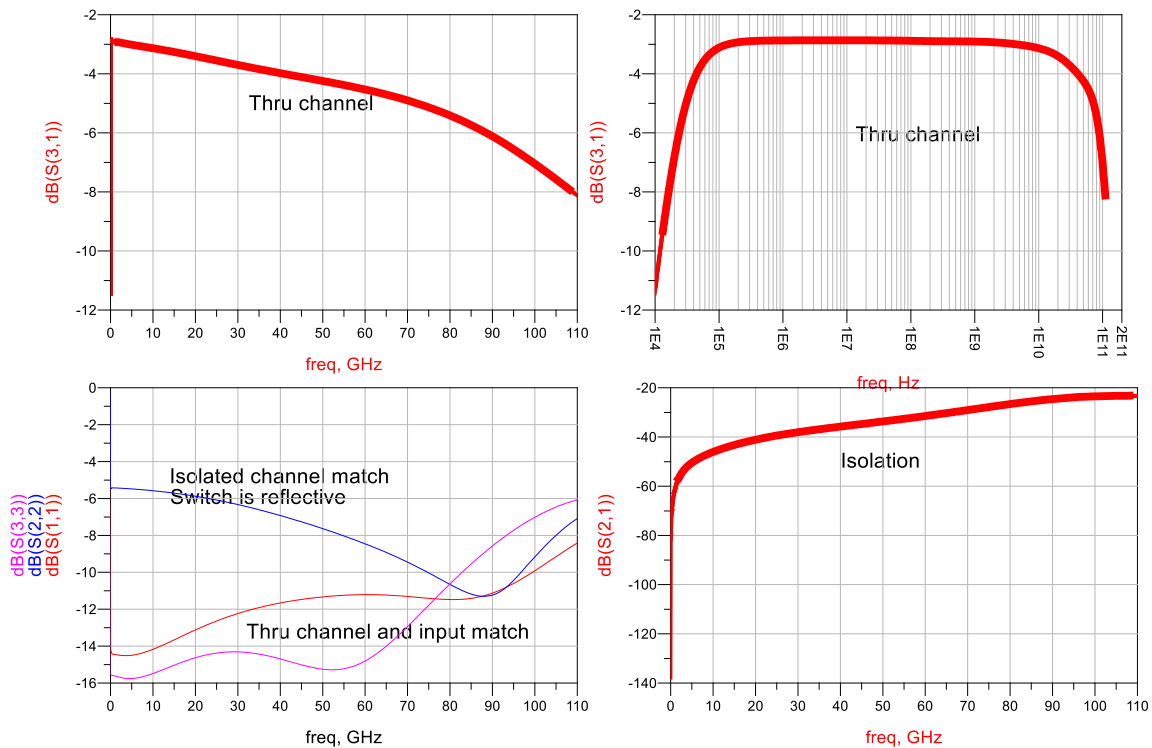 -2
-4
-6
-8
-10
-12
dB(S(3,1))
Thru channel
0 10 20 30 40 50 60 70 80 90 100 110
freq, GHz
-2
-4
-6
-8
-10
-12
dB(S(3,1))
Thru channel
1E4 1E5 1E6 1E7 1E8 1E9 1E10 1E11 2E11
freq, Hz
0
-2
-4
-6
-8
-10
-12
-14
-16
dB(S(3,3))
dB(S(2,2))
dB(S(1,1))
Isolated channel match
Switch is reflective
Thru channel and input match
0 10 20 30 40 50 60 70 80 90 100 110
freq, GHz
-20
-40
-60
-80
-100
-120
-140
dB(S(2,1))
Isolation
0 10 20 30 40 50 60 70 80 90 100 110
freq, GHz